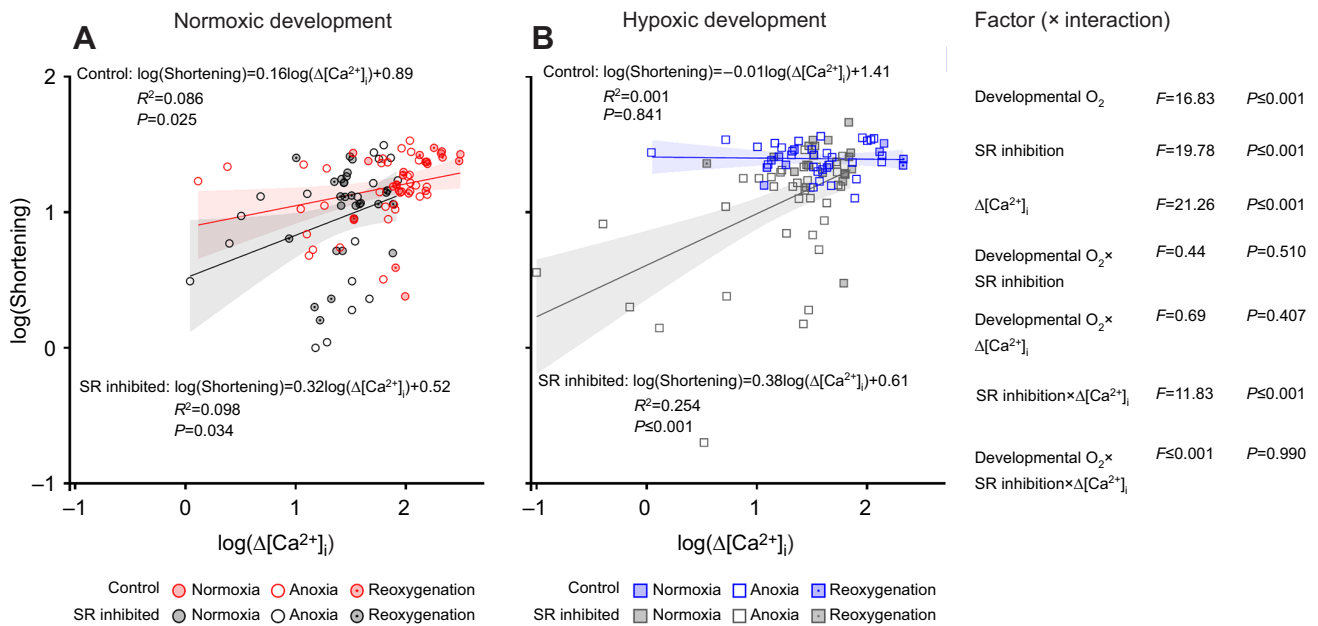 Normoxic development
Hypoxic development
Factor (× interaction)
A
B
Control: log(Shortening)=0.16log(Δ[Ca²⁺]ᵢ)+0.89
R²=0.086
P=0.025
Control: log(Shortening)=−0.01log(Δ[Ca²⁺]ᵢ)+1.41
R²=0.001
P=0.841
SR inhibited: log(Shortening)=0.32log(Δ[Ca²⁺]ᵢ)+0.52
R²=0.098
P=0.034
SR inhibited: log(Shortening)=0.38log(Δ[Ca²⁺]ᵢ)+0.61
R²=0.254
P≤0.001
2
1
0
−1
log(Shortening)
−1 0 1 2
−1 0 1 2
log(Δ[Ca²⁺]ᵢ)
log(Δ[Ca²⁺]ᵢ)
Developmental O₂ F=16.83 P≤0.001
SR inhibition F=19.78 P≤0.001
Δ[Ca²⁺]ᵢ F=21.26 P≤0.001
Developmental O₂× F=0.44 P=0.510
SR inhibition
Developmental O₂× F=0.69 P=0.407
Δ[Ca²⁺]ᵢ
SR inhibition×Δ[Ca²⁺]ᵢ F=11.83 P≤0.001
Developmental O₂× F≤0.001 P=0.990
SR inhibition×Δ[Ca²⁺]ᵢ
Control Normoxia Anoxia Reoxygenation
SR inhibited Normoxia Anoxia Reoxygenation
Control Normoxia Anoxia Reoxygenation
SR inhibited Normoxia Anoxia Reoxygenation